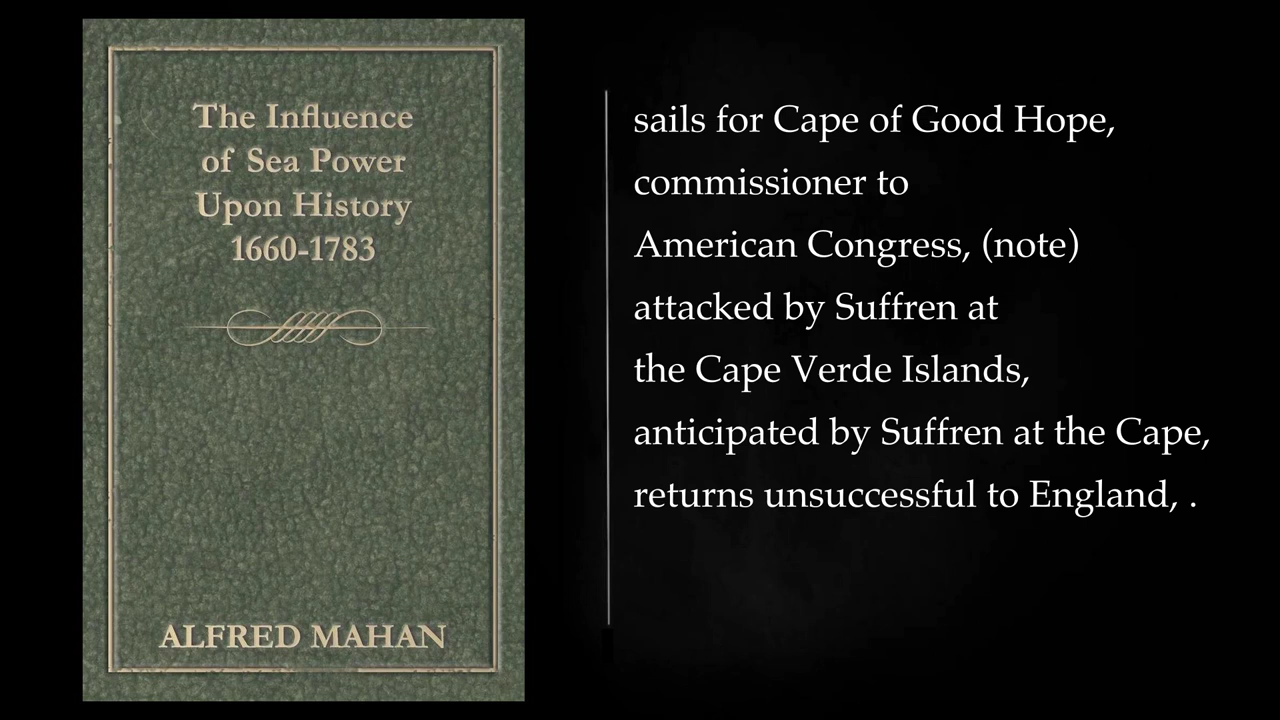 The Influence
of Sea Power
Upon History
1660-1783
ALFRED MAHAN
sails for Cape of Good Hope,
commissioner to
American Congress, (note)
attacked by Suffren at
the Cape Verde Islands,
anticipated by Suffren at the Cape,
returns unsuccessful to England, .